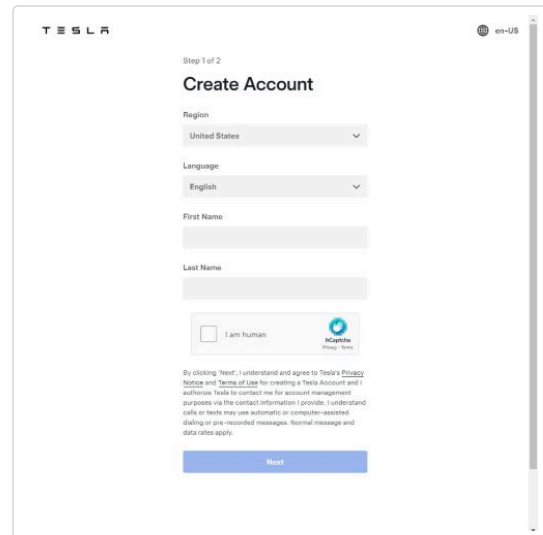 TESLA
en-US
Step 1 of 2
Create Account
Region
United States
Language
English
First Name
Last Name
I am human
hCaptcha
Privacy - Terms
By clicking 'Next', I understand and agree to Tesla's Privacy
Notice and Terms of Use for creating a Tesla Account and I
authorize Tesla to contact me for account management
purposes via the contact information I provide. I understand
calls or texts may use automatic or computer-assisted
dialing or pre-recorded messages. Normal message and
data rates apply.
Next